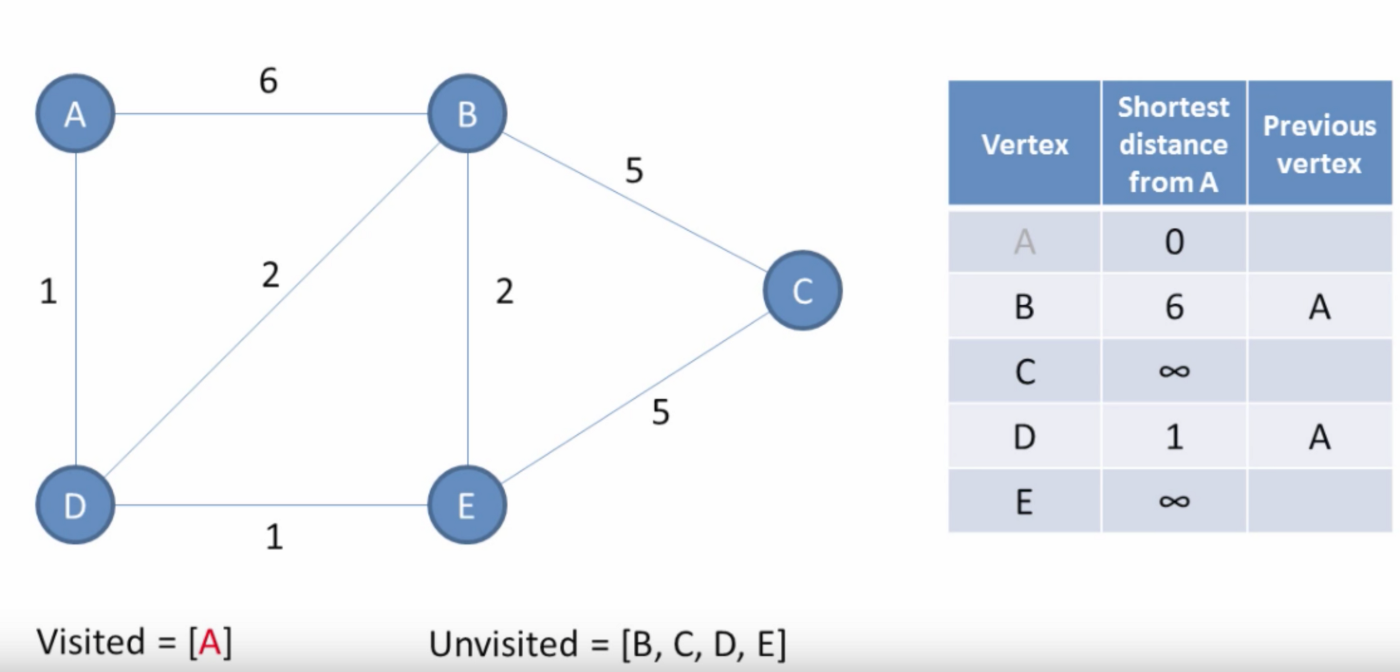 6
A
B
5
1
2
2
C
5
D
E
1
Vertex Shortest distance from A Previous vertex
A 0
B 6 A
C ∞
D 1 A
E ∞
Visited = [A] Unvisited = [B, C, D, E]